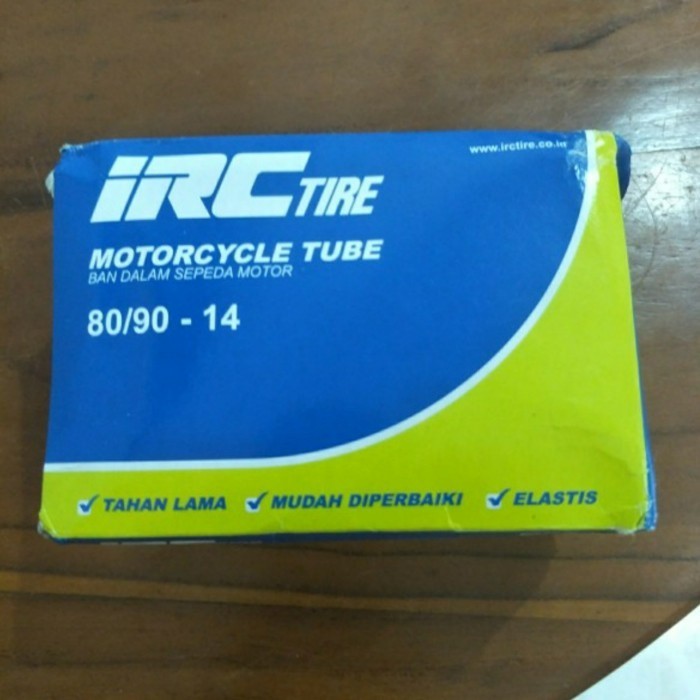 www.irctire.co.in
iRC TIRE
MOTORCYCLE TUBE
BAN DALAM SEPEDA MOTOR
80/90 - 14
TAHAN LAMA MUDAH DIPERBAIKI ELASTIS